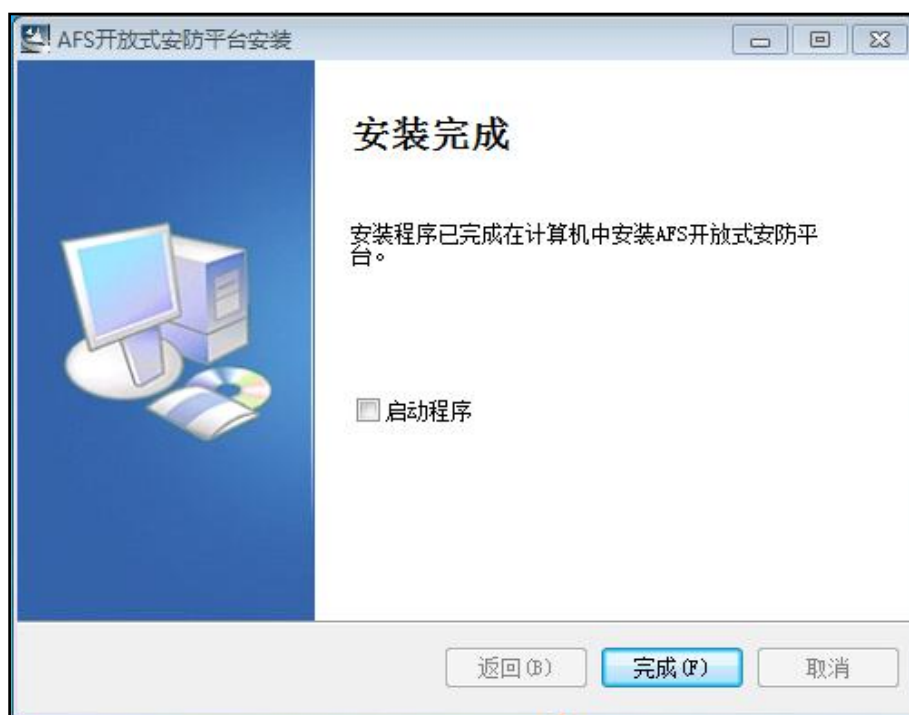 AFS开放式安防平台安装
安装完成
安装程序已完成在计算机中安装AFS开放式安防平
台。
启动程序
返回(B) 完成(F) 取消